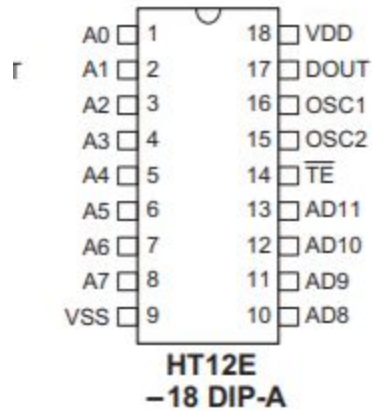 A0 1 18 VDD
T A1 2 17 DOUT
A2 3 16 OSC1
A3 4 15 OSC2
A4 5 14 TE
A5 6 13 AD11
A6 7 12 AD10
A7 8 11 AD9
VSS 9 10 AD8
HT12E
–18 DIP-A